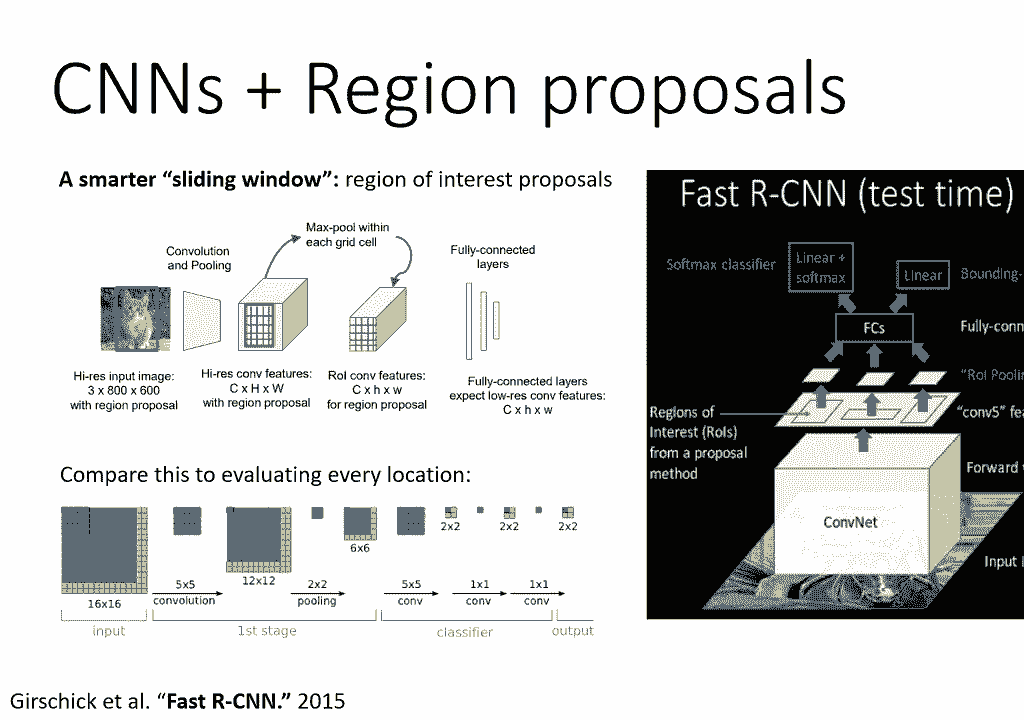 CNNs + Region proposals
A smarter “sliding window”: region of interest proposals
Max-pool within
each grid cell
Convolution
and Pooling
Fully-connected
layers
Hi-res input image:
3 x 800 x 600
with region proposal
Hi-res conv features:
C x H x W
with region proposal
RoI conv features:
C x h x w
for region proposal
Fully-connected layers
expect low-res conv features:
C x h x w
Compare this to evaluating every location:
16x16
5x5
convolution
12x12
2x2
pooling
6x6
5x5
conv
2x2
1x1
conv
2x2
1x1
conv
2x2
input
1st stage
classifier
output
Girschick et al. “Fast R-CNN.” 2015
Fast R-CNN (test time)
Softmax classifier
Linear +
softmax
Linear
Bounding-
FCs
Fully-conn
"RoI Poolin
Regions of
Interest (RoIs)
from a proposal
method
"conv5" fea
Forward
ConvNet
Input